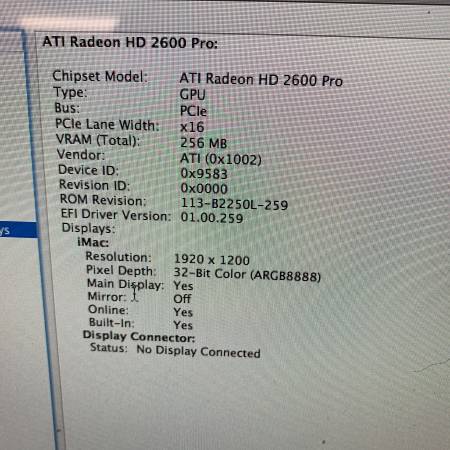 ATI Radeon HD 2600 Pro:
Chipset Model: ATI Radeon HD 2600 Pro
Type: GPU
Bus: PCIe
PCIe Lane Width: x16
VRAM (Total): 256 MB
Vendor: ATI (0x1002)
Device ID: 0x9583
Revision ID: 0x0000
ROM Revision: 113-B2250L-259
EFI Driver Version: 01.00.259
Displays:
iMac:
Resolution: 1920 x 1200
Pixel Depth: 32-Bit Color (ARGB8888)
Main Display: Yes
Mirror: Off
Online: Yes
Built-In: Yes
Display Connector:
Status: No Display Connected